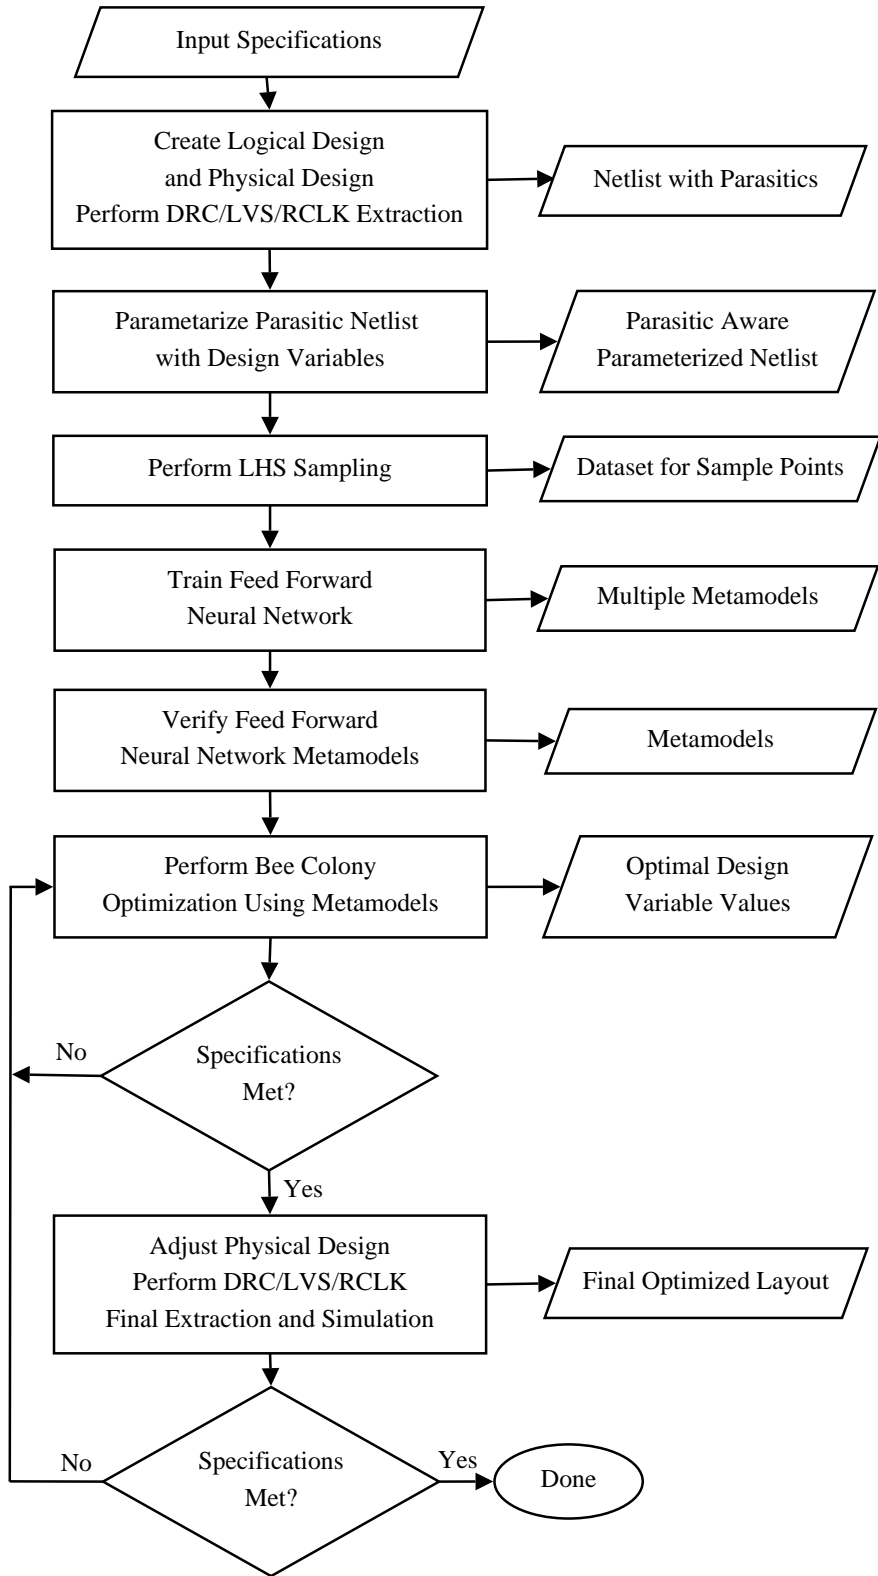 Input Specifications
Create Logical Design
and Physical Design
Perform DRC/LVS/RCLK Extraction
Netlist with Parasitics
Parametarize Parasitic Netlist
with Design Variables
Parasitic Aware
Parameterized Netlist
Perform LHS Sampling
Dataset for Sample Points
Train Feed Forward
Neural Network
Multiple Metamodels
Verify Feed Forward
Neural Network Metamodels
Metamodels
Perform Bee Colony
Optimization Using Metamodels
Optimal Design
Variable Values
No
Specifications
Met?
Yes
Adjust Physical Design
Perform DRC/LVS/RCLK
Final Extraction and Simulation
Final Optimized Layout
No
Specifications
Met?
Yes
Done